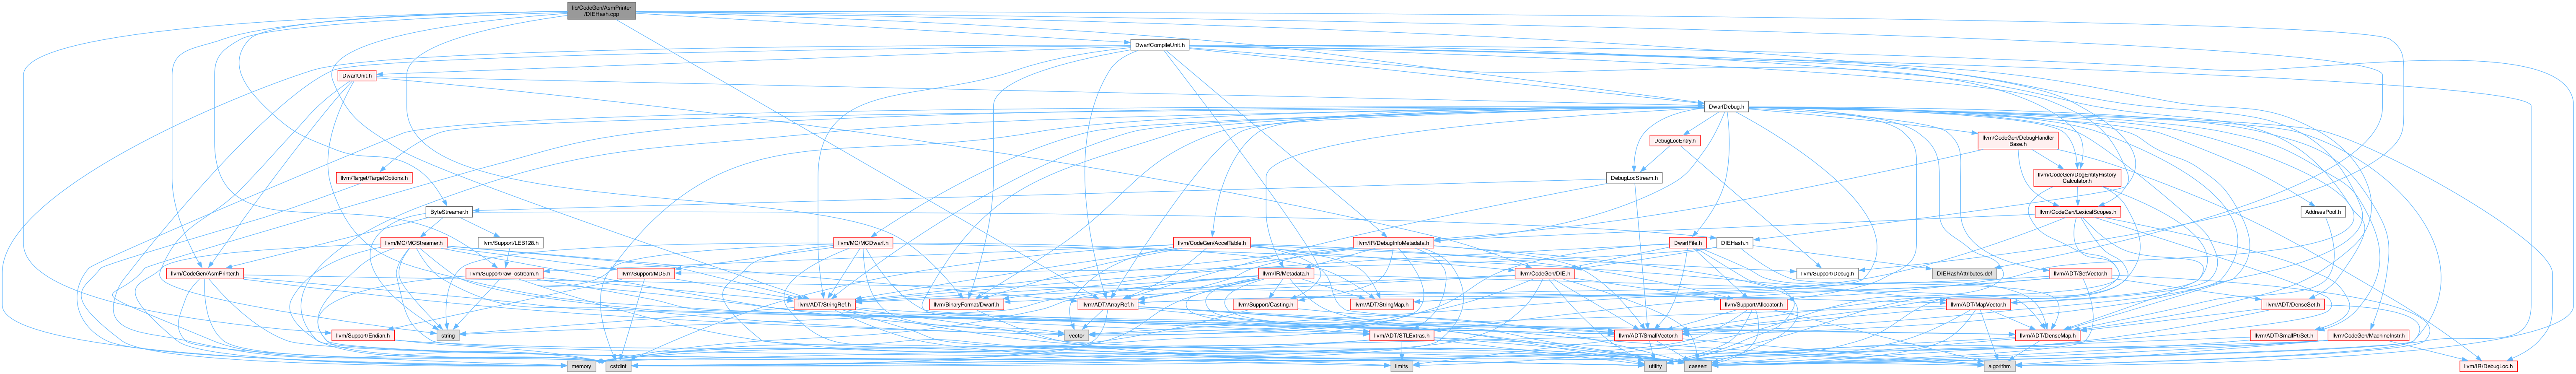 lib/CodeGen/AsmPrinter
/DIEHash.cpp
DwarfCompileUnit.h
DwarfUnit.h
DwarfDebug.h
DebugLocEntry.h
llvm/CodeGen/DebugHandler
Base.h
llvm/Target/TargetOptions.h
DebugLocStream.h
llvm/CodeGen/DbgEntityHistory
Calculator.h
ByteStreamer.h
llvm/CodeGen/LexicalScopes.h
AddressPool.h
llvm/MC/MCStreamer.h
llvm/Support/LEB128.h
llvm/MC/MCDwarf.h
llvm/CodeGen/AccelTable.h
llvm/IR/DebugInfoMetadata.h
DwarfFile.h
DIEHash.h
llvm/CodeGen/AsmPrinter.h
llvm/Support/raw_ostream.h
llvm/Support/MD5.h
llvm/IR/Metadata.h
llvm/CodeGen/DIE.h
llvm/Support/Debug.h
DIEHashAttributes.def
llvm/ADT/SetVector.h
llvm/ADT/StringRef.h
llvm/BinaryFormat/Dwarf.h
llvm/ADT/ArrayRef.h
llvm/Support/Casting.h
llvm/ADT/StringMap.h
llvm/Support/Allocator.h
llvm/ADT/MapVector.h
llvm/ADT/DenseSet.h
llvm/Support/Endian.h
string
vector
llvm/ADT/STLExtras.h
llvm/ADT/SmallVector.h
llvm/ADT/DenseMap.h
llvm/ADT/SmallPtrSet.h
llvm/CodeGen/MachineInstr.h
memory
cstdint
limits
utility
cassert
algorithm
llvm/IR/DebugLoc.h